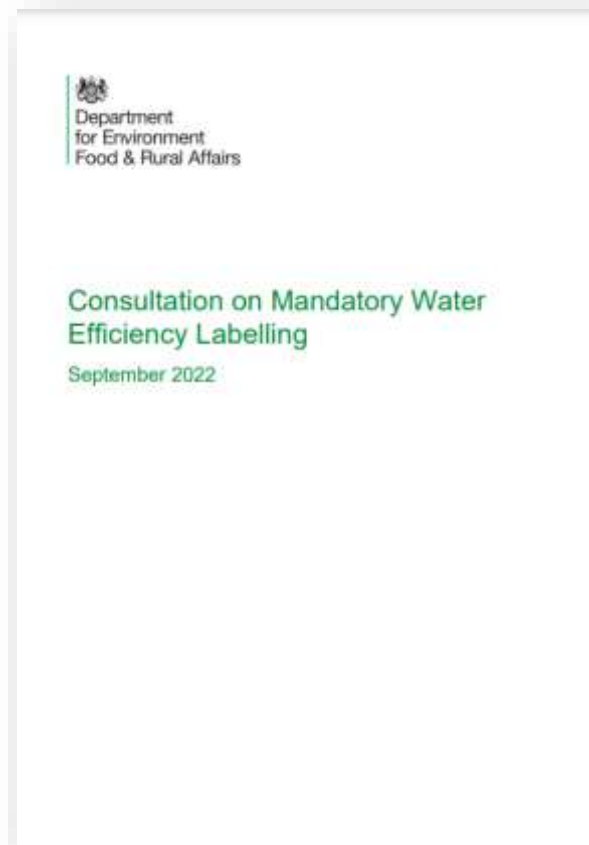 Department
for Environment
Food & Rural Affairs
Consultation on Mandatory Water
Efficiency Labelling
September 2022